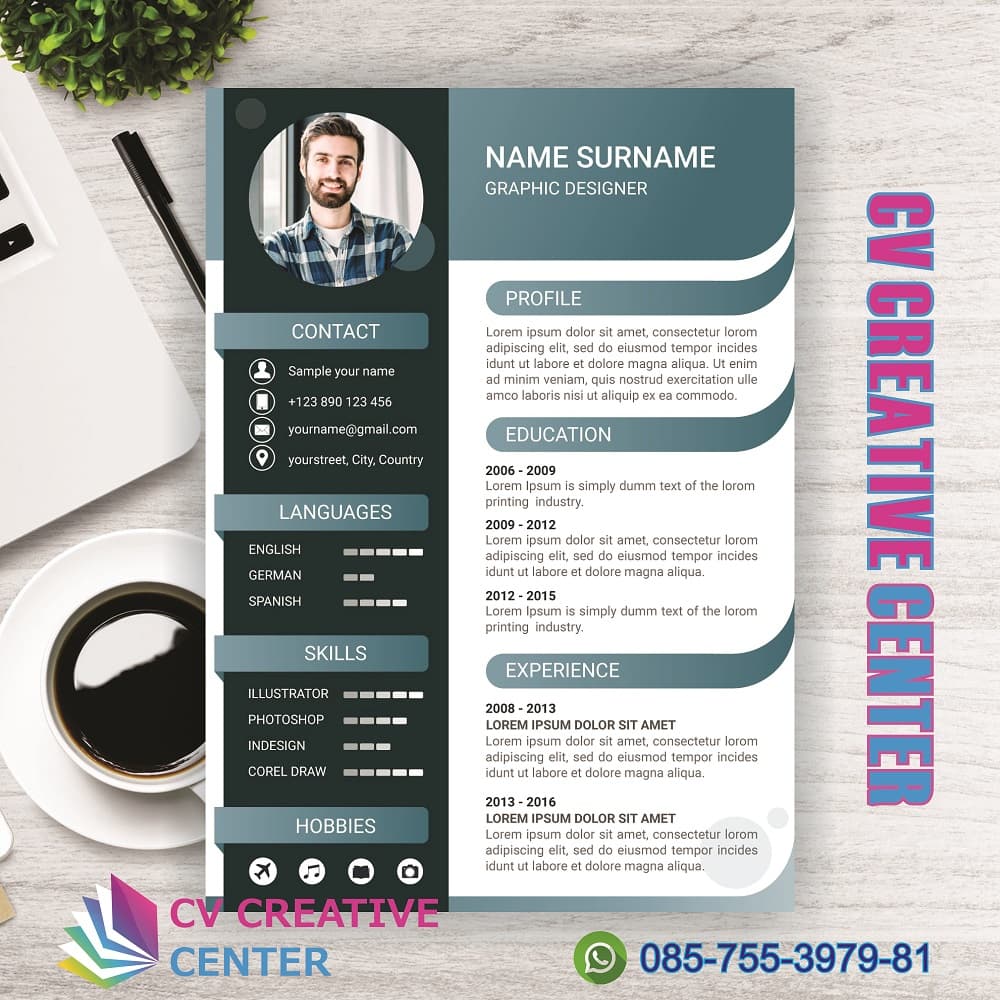 NAME SURNAME
GRAPHIC DESIGNER
CONTACT
Sample your name
+123 890 123 456
yourname@gmail.com
yourstreet, City, Country
LANGUAGES
ENGLISH
GERMAN
SPANISH
SKILLS
ILLUSTRATOR
PHOTOSHOP
INDESIGN
COREL DRAW
HOBBIES
PROFILE
Lorem ipsum dolor sit amet, consectetur lorem
adipiscing elit, sed do eiusmod tempor incides
idunt ut labore et dolore magna aliqua. Ut enim
ad minim veniam, quis nostrud exercitation ulle
amco laboris nisi ut aliquip ex ea commodo.
EDUCATION
2006 - 2009
Lorem Ipsum is simply dumm text of the lorem
printing industry.
2009 - 2012
Lorem ipsum dolor sit amet, consectetur lorem
adipiscing elit, sed do eiusmod tempor incides
idunt ut labore et dolore magna aliqua.
2012 - 2015
Lorem Ipsum is simply dumm text of the lorem
printing industry.
EXPERIENCE
2008 - 2013
LOREM IPSUM DOLOR SIT AMET
Lorem ipsum dolor sit amet, consectetur lorem
adipiscing elit, sed do eiusmod tempor incides
idunt ut labore et dolore magna aliqua.
2013 - 2016
LOREM IPSUM DOLOR SIT AMET
Lorem ipsum dolor sit amet, consectetur lorem
adipiscing elit, sed do eiusmod tempor incides
idunt ut labore et dolore magna aliqua.
CV CREATIVE CENTER
CV CREATIVE
CENTER
085-755-3979-81